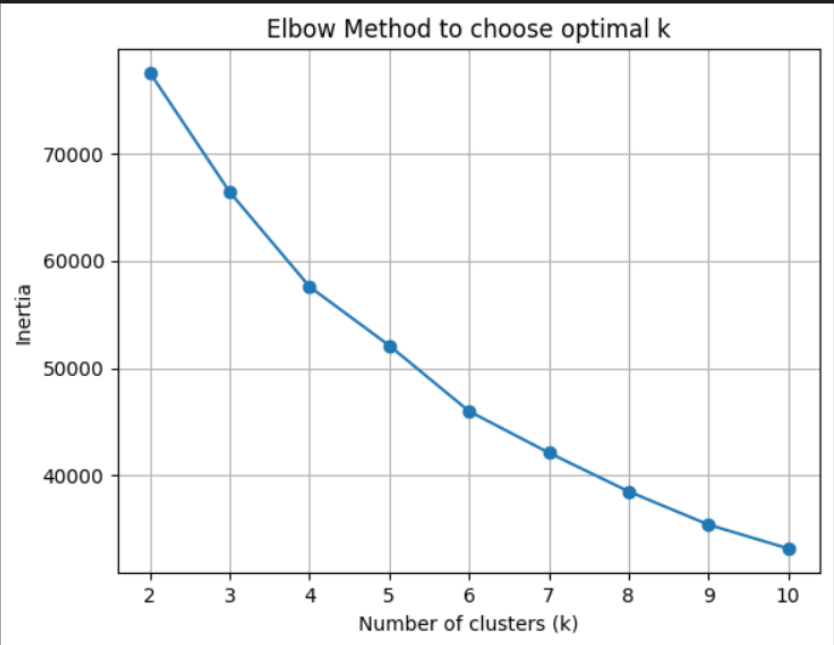 Elbow Method to choose optimal k
70000
60000
50000
40000
Inertia
2 3 4 5 6 7 8 9 10
Number of clusters (k)